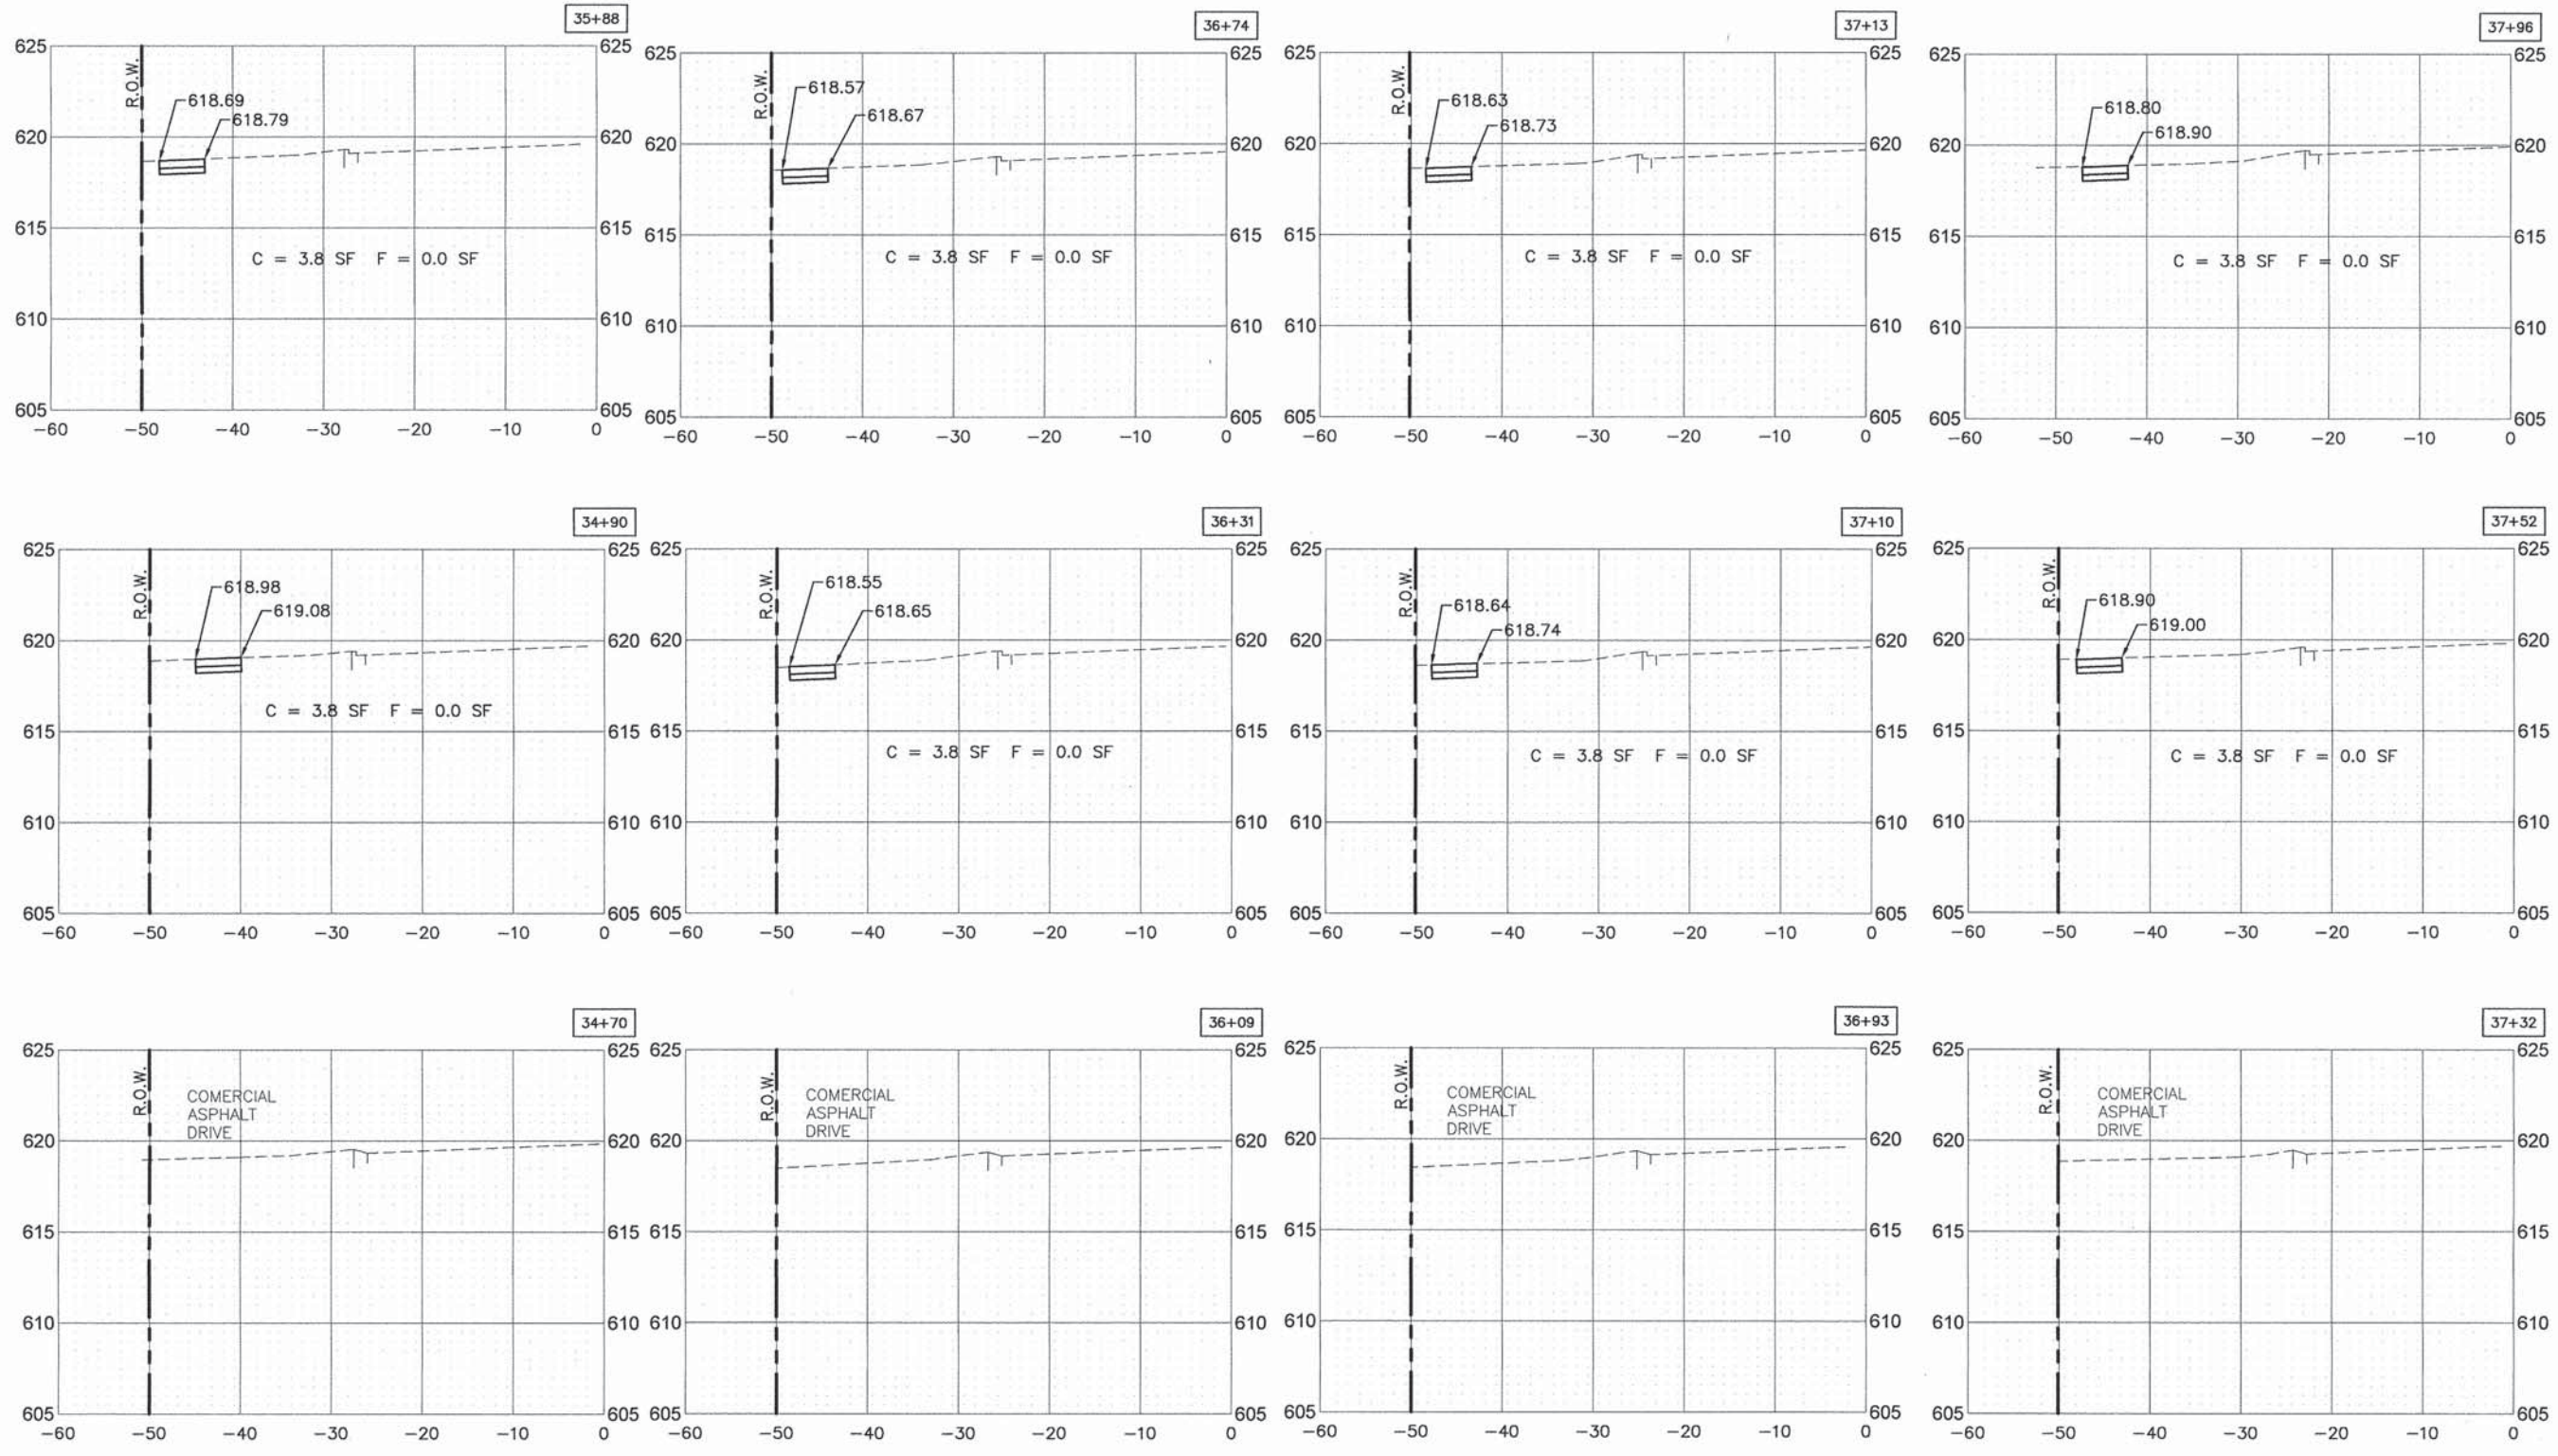 35+88
625 625
R.O.W.
618.69
618.79
620 620
615 615
C = 3.8 SF F = 0.0 SF
610 610
605 605
−60 −50 −40 −30 −20 −10 0
36+74
625 625
R.O.W.
618.57
618.67
620 620
615 615
C = 3.8 SF F = 0.0 SF
610 610
605 605
−60 −50 −40 −30 −20 −10 0
37+13
625 625
R.O.W.
618.63
618.73
620 620
615 615
C = 3.8 SF F = 0.0 SF
610 610
605 605
−60 −50 −40 −30 −20 −10 0
37+96
625 625
618.80
618.90
620 620
615 615
C = 3.8 SF F = 0.0 SF
610 610
605 605
−60 −50 −40 −30 −20 −10 0
34+90
625 625
R.O.W.
618.98
619.08
620 620
C = 3.8 SF F = 0.0 SF
615 615
610 610
605 605
−60 −50 −40 −30 −20 −10 0
36+31
625 625
R.O.W.
618.55
618.65
620 620
615 615
C = 3.8 SF F = 0.0 SF
610 610
605 605
−60 −50 −40 −30 −20 −10 0
37+10
625 625
R.O.W.
618.64
618.74
620 620
615 615
C = 3.8 SF F = 0.0 SF
610 610
605 605
−60 −50 −40 −30 −20 −10 0
37+52
625 625
R.O.W.
618.90
619.00
620 620
615 615
C = 3.8 SF F = 0.0 SF
610 610
605 605
−60 −50 −40 −30 −20 −10 0
34+70
625 625
R.O.W.
COMERCIAL
ASPHALT
DRIVE
620 620
615 615
610 610
605 605
−60 −50 −40 −30 −20 −10 0
36+09
625 625
R.O.W.
COMERCIAL
ASPHALT
DRIVE
620 620
615 615
610 610
605 605
−60 −50 −40 −30 −20 −10 0
36+93
625 625
R.O.W.
COMERCIAL
ASPHALT
DRIVE
620 620
615 615
610 610
605 605
−60 −50 −40 −30 −20 −10 0
37+32
625 625
R.O.W.
COMERCIAL
ASPHALT
DRIVE
620 620
615 615
610 610
605 605
−60 −50 −40 −30 −20 −10 0